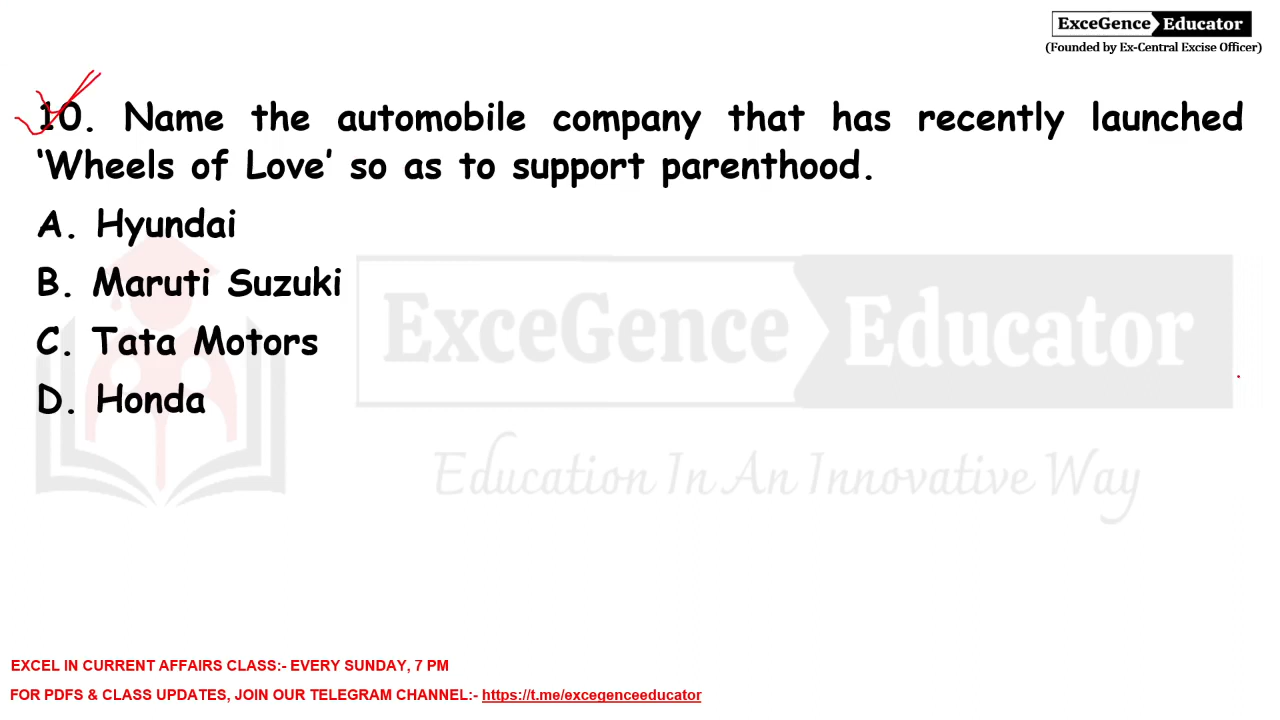 ExceGence Educator
(Founded by Ex-Central Excise Officer)
10. Name the automobile company that has recently launched
‘Wheels of Love’ so as to support parenthood.
A. Hyundai
B. Maruti Suzuki
C. Tata Motors
D. Honda
ExceGence Educator
Education In An Innovative Way
EXCEL IN CURRENT AFFAIRS CLASS:- EVERY SUNDAY, 7 PM
FOR PDFS & CLASS UPDATES, JOIN OUR TELEGRAM CHANNEL:- https://t.me/excegenceeducator